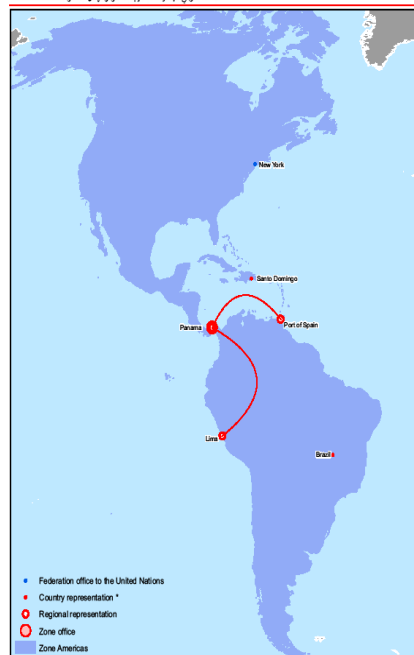 New York
Santo Domingo
Port of Spain
Panama
Lima
Brazil
Federation office to the United Nations
Country representation *
Regional representation
Zone office
Zone Americas